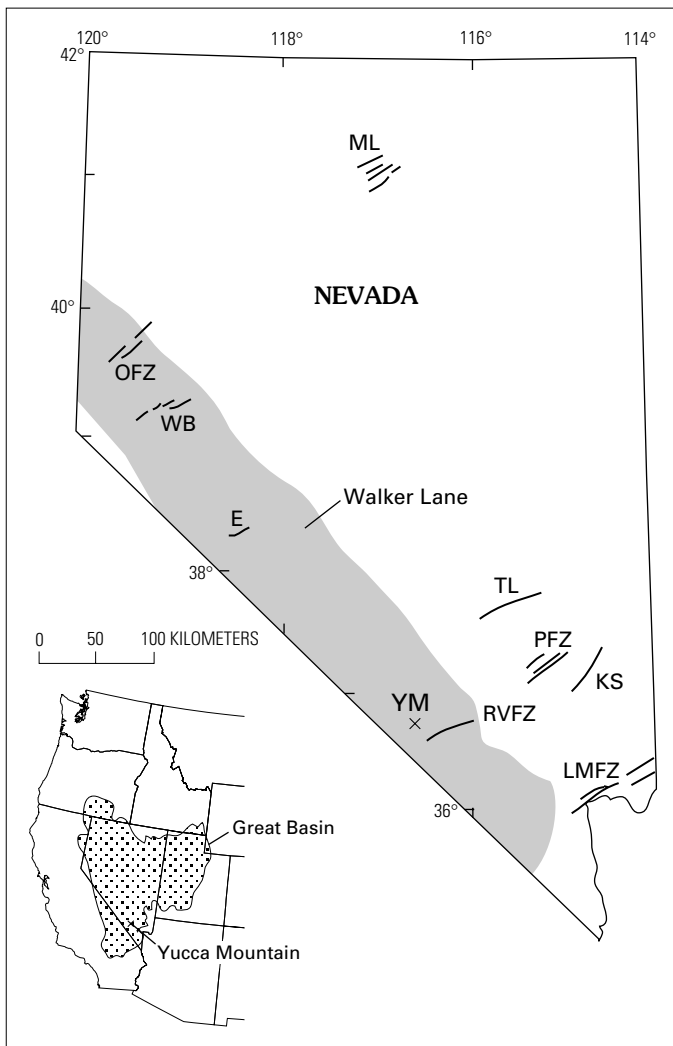 120°
118°
116°
114°
42°
ML
NEVADA
40°
OFZ
WB
Walker Lane
E
38°
TL
PFZ
KS
YM
RVFZ
LMFZ
36°
0 50 100 KILOMETERS
Great Basin
Yucca Mountain